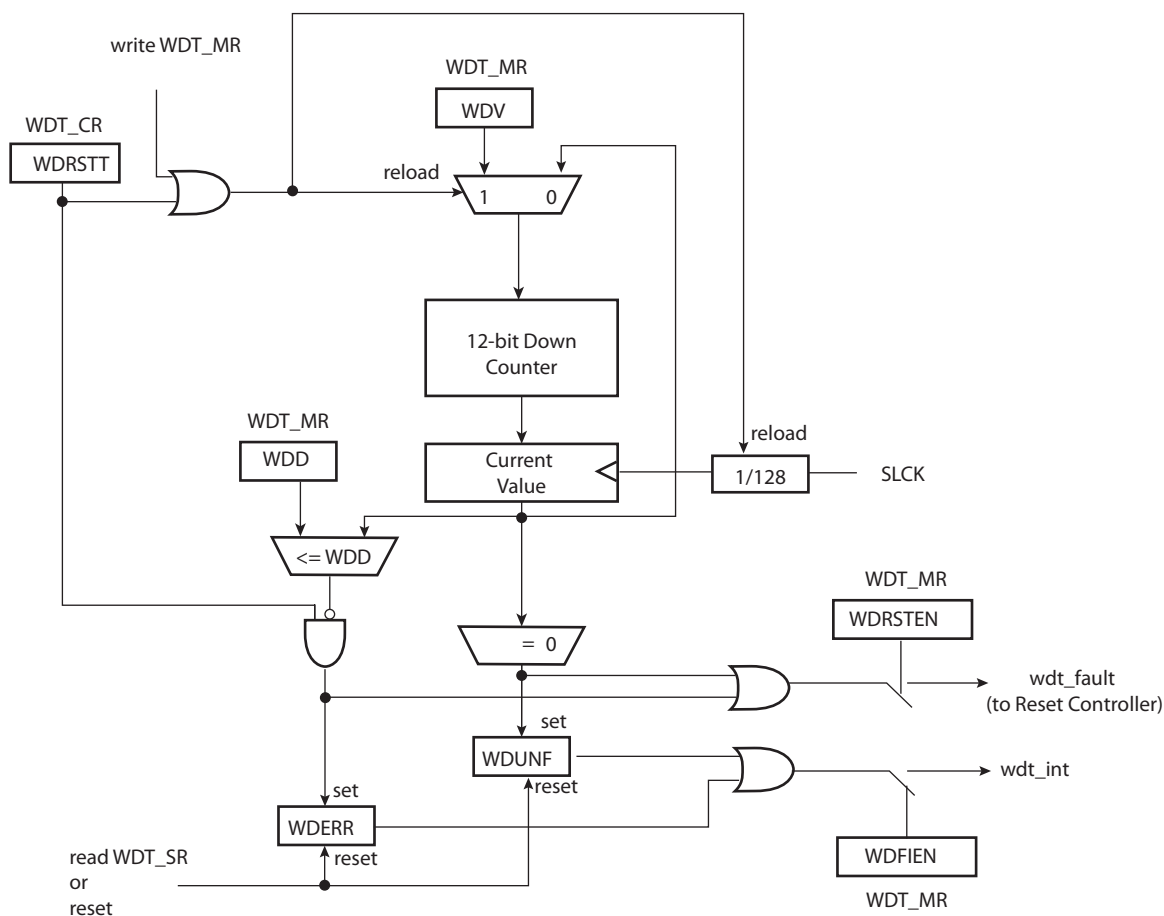 write WDT_MR
WDT_MR
WDV
WDT_CR
WDRSTT
reload
1 0
12-bit Down
Counter
WDT_MR
WDD
reload
Current
Value
1/128
SLCK
<= WDD
WDT_MR
WDRSTEN
= 0
wdt_fault
(to Reset Controller)
set
WDUNF
reset
wdt_int
set
WDERR
reset
read WDT_SR
or
reset
WDFIEN
WDT_MR